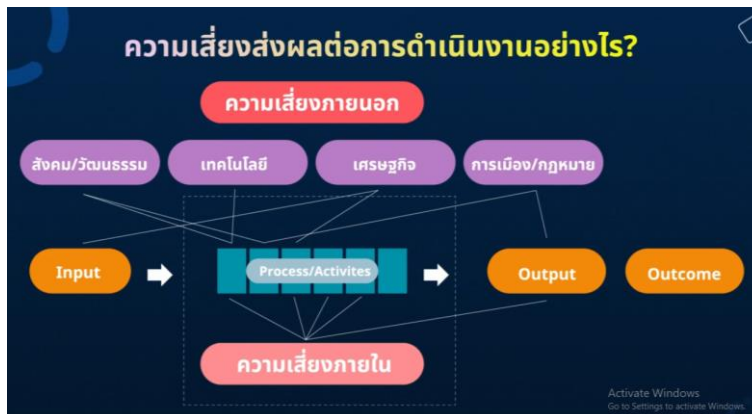 ความเสี่ยงส่งผลต่อการดำเนินงานอย่างไร?
ความเสี่ยงภายนอก
สังคม/วัฒนธรรม
เทคโนโลยี
เศรษฐกิจ
การเมือง/กฎหมาย
Input
Process/Activites
Output
Outcome
ความเสี่ยงภายใน
Activate Windows
Go to Settings to activate Windows.